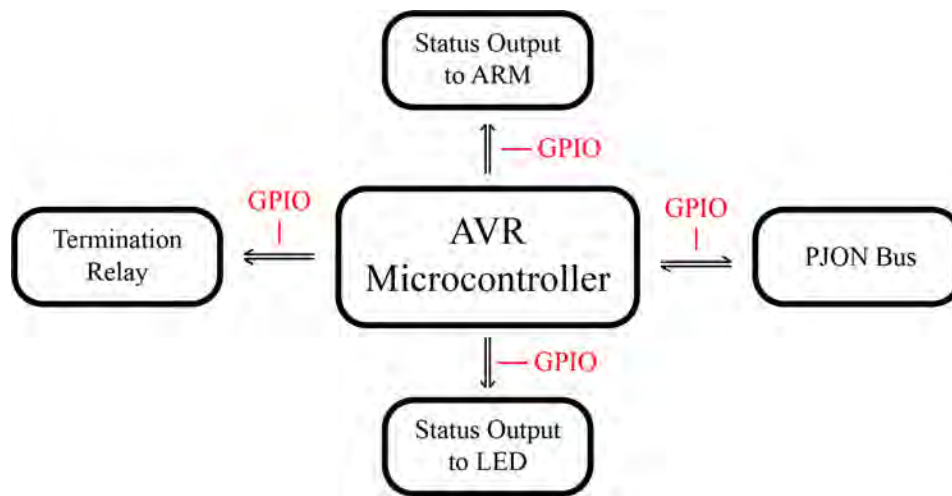 Status Output
to ARM
GPIO
GPIO
Termination
Relay
AVR
Microcontroller
GPIO
PJON Bus
GPIO
Status Output
to LED